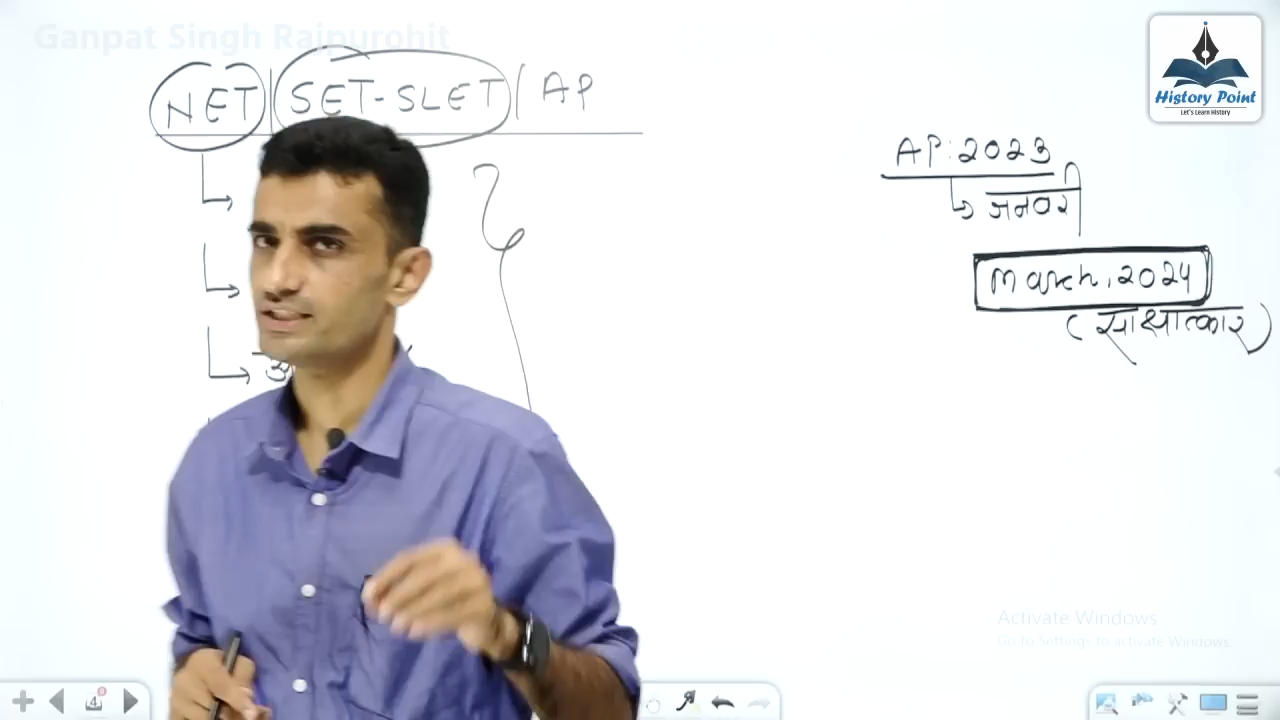 Ganpat Singh Rajpurohit
NET | SET-SLET | AP
History Point
Let's Learn History
AP: 2023
जनवरी
March, 2024
(साक्षात्कार)
Activate Windows
Go to Settings to activate Windows.
4